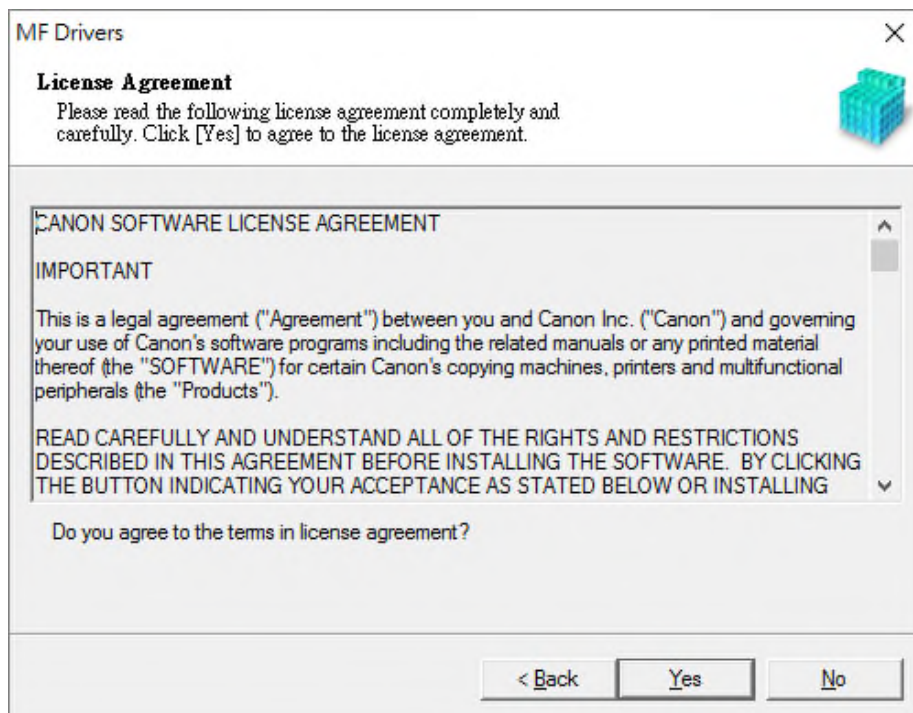 MF Drivers
License Agreement
Please read the following license agreement completely and
carefully. Click [Yes] to agree to the license agreement.
CANON SOFTWARE LICENSE AGREEMENT
IMPORTANT
This is a legal agreement ("Agreement") between you and Canon Inc. ("Canon") and governing
your use of Canon's software programs including the related manuals or any printed material
thereof (the "SOFTWARE") for certain Canon's copying machines, printers and multifunctional
peripherals (the "Products").
READ CAREFULLY AND UNDERSTAND ALL OF THE RIGHTS AND RESTRICTIONS
DESCRIBED IN THIS AGREEMENT BEFORE INSTALLING THE SOFTWARE.  BY CLICKING
THE BUTTON INDICATING YOUR ACCEPTANCE AS STATED BELOW OR INSTALLING
Do you agree to the terms in license agreement?
< Back
Yes
No